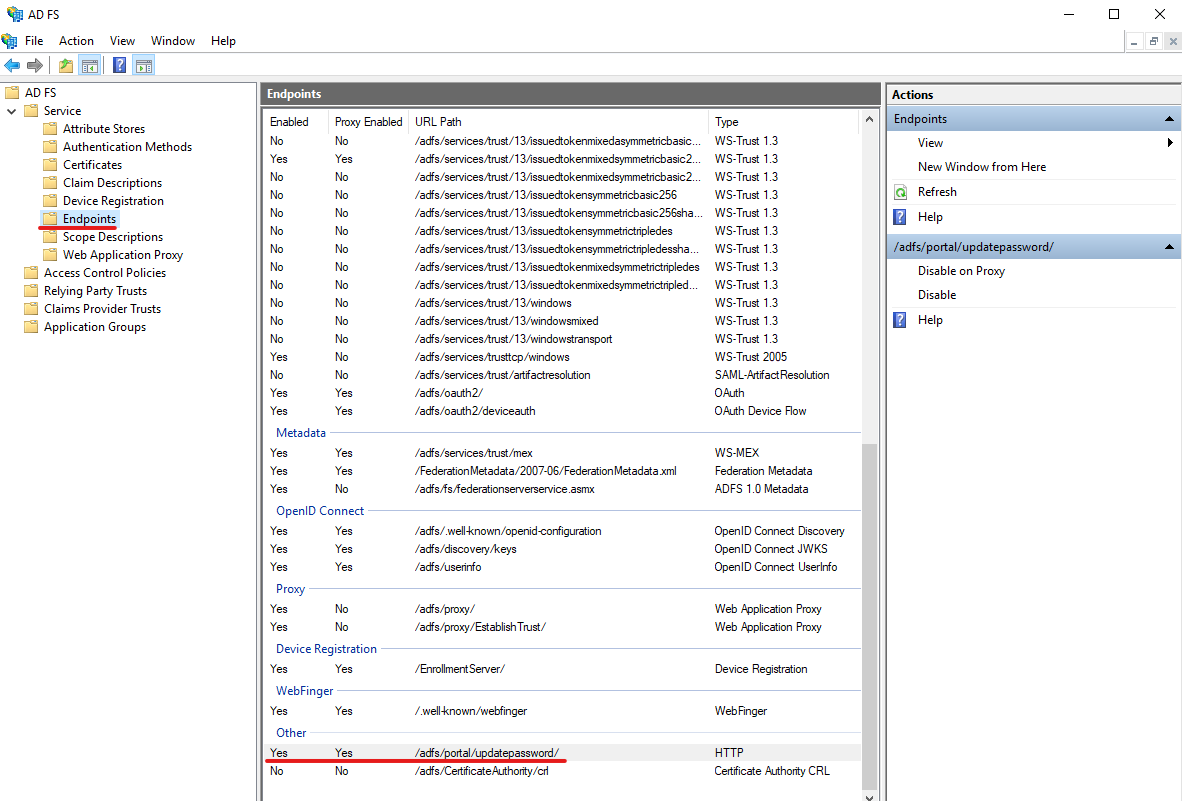 AD FS
File Action View Window Help
AD FS
Service
Attribute Stores
Authentication Methods
Certificates
Claim Descriptions
Device Registration
Endpoints
Scope Descriptions
Web Application Proxy
Access Control Policies
Relying Party Trusts
Claims Provider Trusts
Application Groups
Endpoints
Enabled Proxy Enabled URL Path Type
No No /adfs/services/trust/13/issuedtokenmixedasymmetricbasic... WS-Trust 1.3
Yes Yes /adfs/services/trust/13/issuedtokenmixedsymmetricbasic2... WS-Trust 1.3
No No /adfs/services/trust/13/issuedtokenmixedsymmetricbasic2... WS-Trust 1.3
No No /adfs/services/trust/13/issuedtokensymmetricbasic256 WS-Trust 1.3
No No /adfs/services/trust/13/issuedtokensymmetricbasic256sha... WS-Trust 1.3
No No /adfs/services/trust/13/issuedtokensymmetrictripledes WS-Trust 1.3
No No /adfs/services/trust/13/issuedtokensymmetrictripledessha... WS-Trust 1.3
No No /adfs/services/trust/13/issuedtokenmixedsymmetrictripledes WS-Trust 1.3
No No /adfs/services/trust/13/issuedtokenmixedsymmetrictripled... WS-Trust 1.3
No No /adfs/services/trust/13/windows WS-Trust 1.3
No No /adfs/services/trust/13/windowsmixed WS-Trust 1.3
No No /adfs/services/trust/13/windowstransport WS-Trust 1.3
Yes No /adfs/services/trusttcp/windows WS-Trust 2005
No No /adfs/services/trust/artifactresolution SAML-ArtifactResolution
Yes Yes /adfs/oauth2/ OAuth
Yes Yes /adfs/oauth2/deviceauth OAuth Device Flow
Metadata
Yes Yes /adfs/services/trust/mex WS-MEX
Yes Yes /FederationMetadata/2007-06/FederationMetadata.xml Federation Metadata
Yes No /adfs/fs/federationserverservice.asmx ADFS 1.0 Metadata
OpenID Connect
Yes Yes /adfs/.well-known/openid-configuration OpenID Connect Discovery
Yes Yes /adfs/discovery/keys OpenID Connect JWKS
Yes Yes /adfs/userinfo OpenID Connect UserInfo
Proxy
Yes No /adfs/proxy/ Web Application Proxy
Yes No /adfs/proxy/EstablishTrust/ Web Application Proxy
Device Registration
Yes Yes /EnrollmentServer/ Device Registration
WebFinger
Yes Yes /.well-known/webfinger WebFinger
Other
Yes Yes /adfs/portal/updatepassword/ HTTP
No No /adfs/CertificateAuthority/crl Certificate Authority CRL
Actions
Endpoints
View
New Window from Here
Refresh
Help
/adfs/portal/updatepassword/
Disable on Proxy
Disable
Help